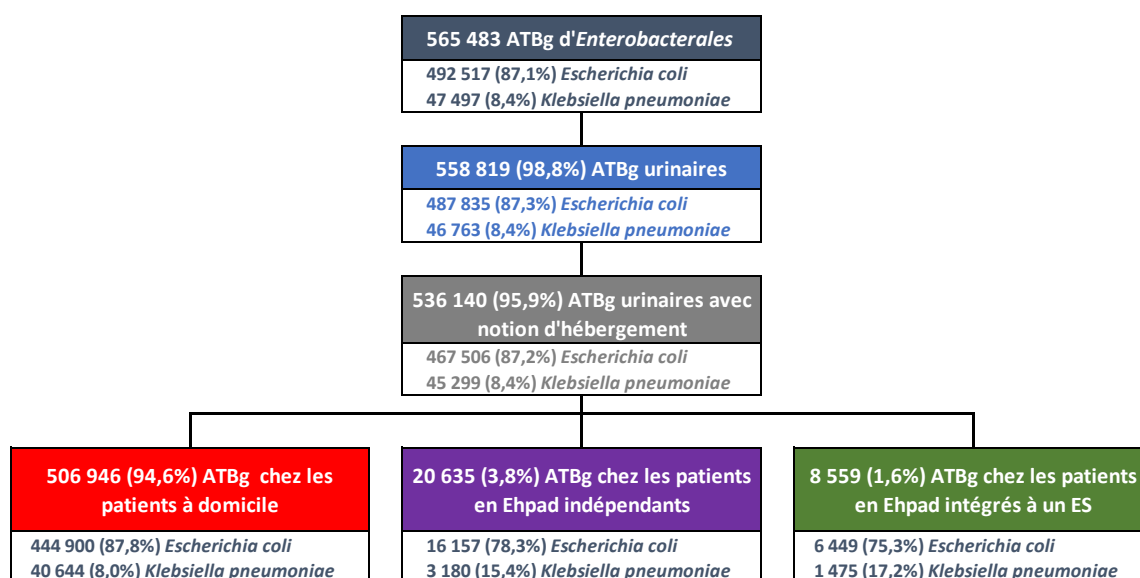 565 483 ATBg d'Enterobacterales
492 517 (87,1%) Escherichia coli
47 497 (8,4%) Klebsiella pneumoniae
558 819 (98,8%) ATBg urinaires
487 835 (87,3%) Escherichia coli
46 763 (8,4%) Klebsiella pneumoniae
536 140 (95,9%) ATBg urinaires avec
notion d'hébergement
467 506 (87,2%) Escherichia coli
45 299 (8,4%) Klebsiella pneumoniae
506 946 (94,6%) ATBg chez les
patients à domicile
444 900 (87,8%) Escherichia coli
40 644 (8,0%) Klebsiella pneumoniae
20 635 (3,8%) ATBg chez les patients
en Ehpad indépendants
16 157 (78,3%) Escherichia coli
3 180 (15,4%) Klebsiella pneumoniae
8 559 (1,6%) ATBg chez les patients
en Ehpad intégrés à un ES
6 449 (75,3%) Escherichia coli
1 475 (17,2%) Klebsiella pneumoniae